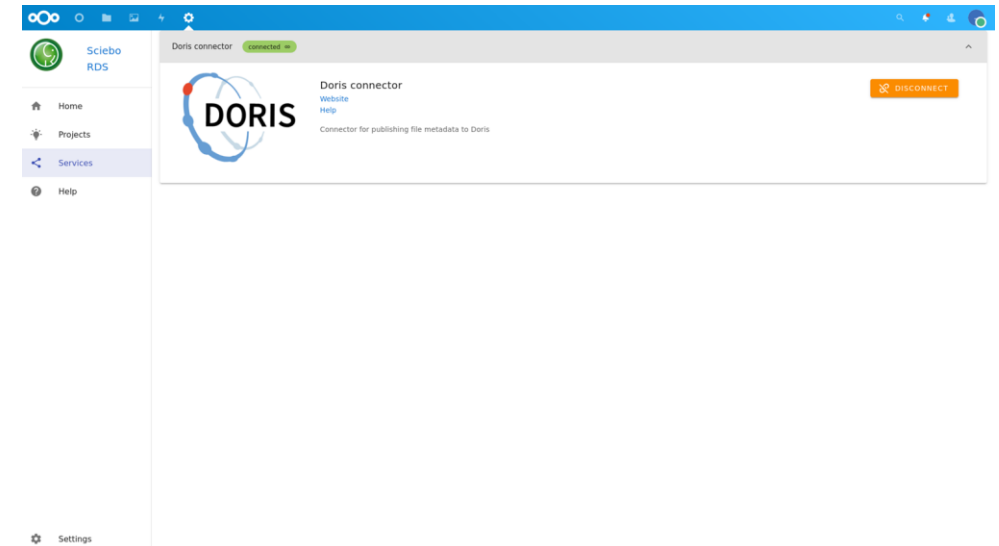 Sciebo
RDS
Home
Projects
Services
Help
Settings
Doris connector
connected
DORIS
Doris connector
Website
Help
Connector for publishing file metadata to Doris
DISCONNECT